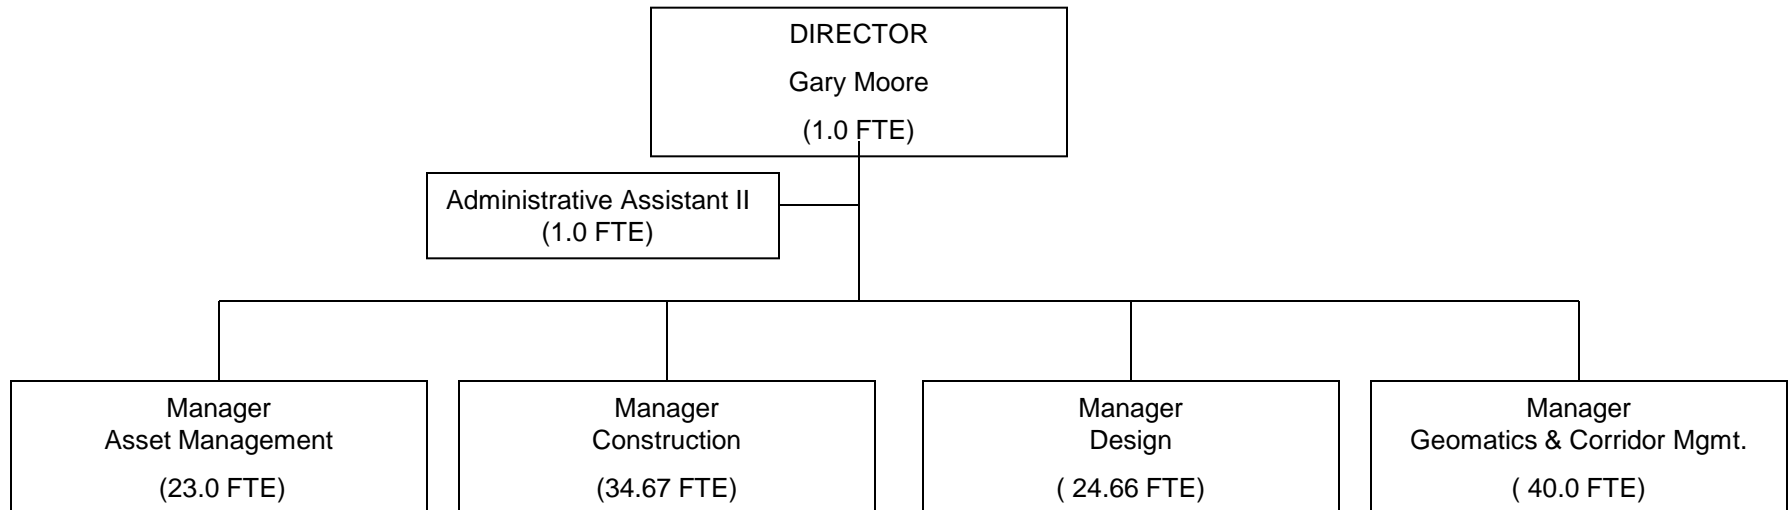 DIRECTOR
Gary Moore
(1.0 FTE)
Administrative Assistant II
(1.0 FTE)
Manager
Asset Management
(23.0 FTE)
Manager
Construction
(34.67 FTE)
Manager
Design
( 24.66 FTE)
Manager
Geomatics & Corridor Mgmt.
( 40.0 FTE)